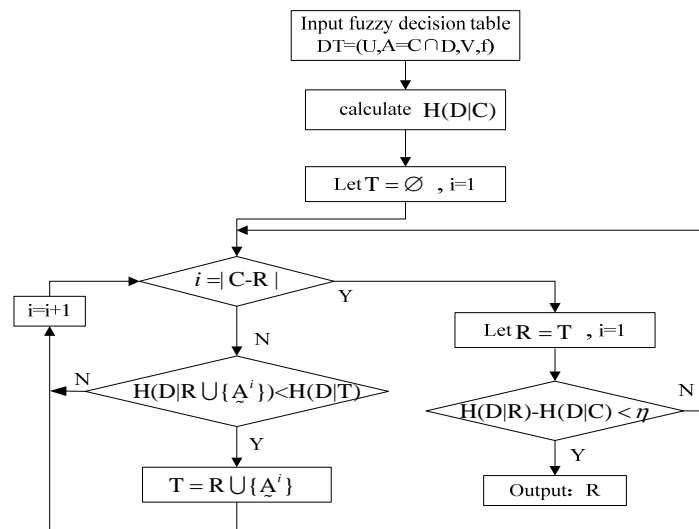 Input fuzzy decision table
DT=(U,A=C∩D,V,f)
calculate H(D|C)
Let T = ∅ , i=1
i =| C-R |
Y
i=i+1
N
Let R = T , i=1
H(D|R ∪{A̰ⁱ})<H(D|T)
N
H(D|R)-H(D|C) < η
N
Y
Y
T = R ∪{A̰ⁱ}
Output: R